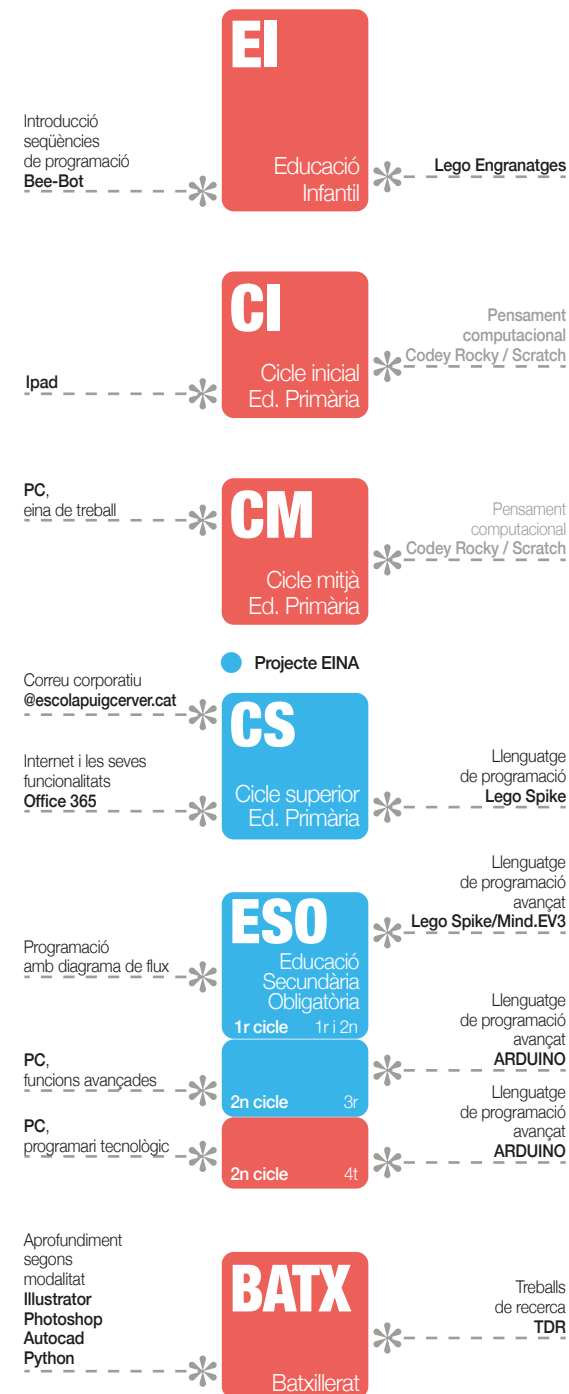 EI
Introducció
seqüències
de programació
Bee-Bot
Educació
Infantil
Lego Engranatges
CI
Cicle inicial
Ed. Primària
Ipad
Pensament
computacional
Codey Rocky / Scratch
PC,
eina de treball
CM
Cicle mitjà
Ed. Primària
Pensament
computacional
Codey Rocky / Scratch
Projecte EINA
Correu corporatiu
@escolapuigcerver.cat
CS
Internet i les seves
funcionalitats
Office 365
Cicle superior
Ed. Primària
Llenguatge
de programació
Lego Spike
Llenguatge
de programació
avançat
Lego Spike/Mind.EV3
ESO
Educació
Secundària
Obligatòria
1r cicle 1r i 2n
Programació
amb diagrama de flux
Llenguatge
de programació
avançat
ARDUINO
PC,
funcions avançades
2n cicle 3r
Llenguatge
de programació
avançat
ARDUINO
PC,
programari tecnològic
2n cicle 4t
Aprofundiment
segons
modalitat
Illustrator
Photoshop
Autocad
Python
BATX
Batxillerat
Treballs
de recerca
TDR